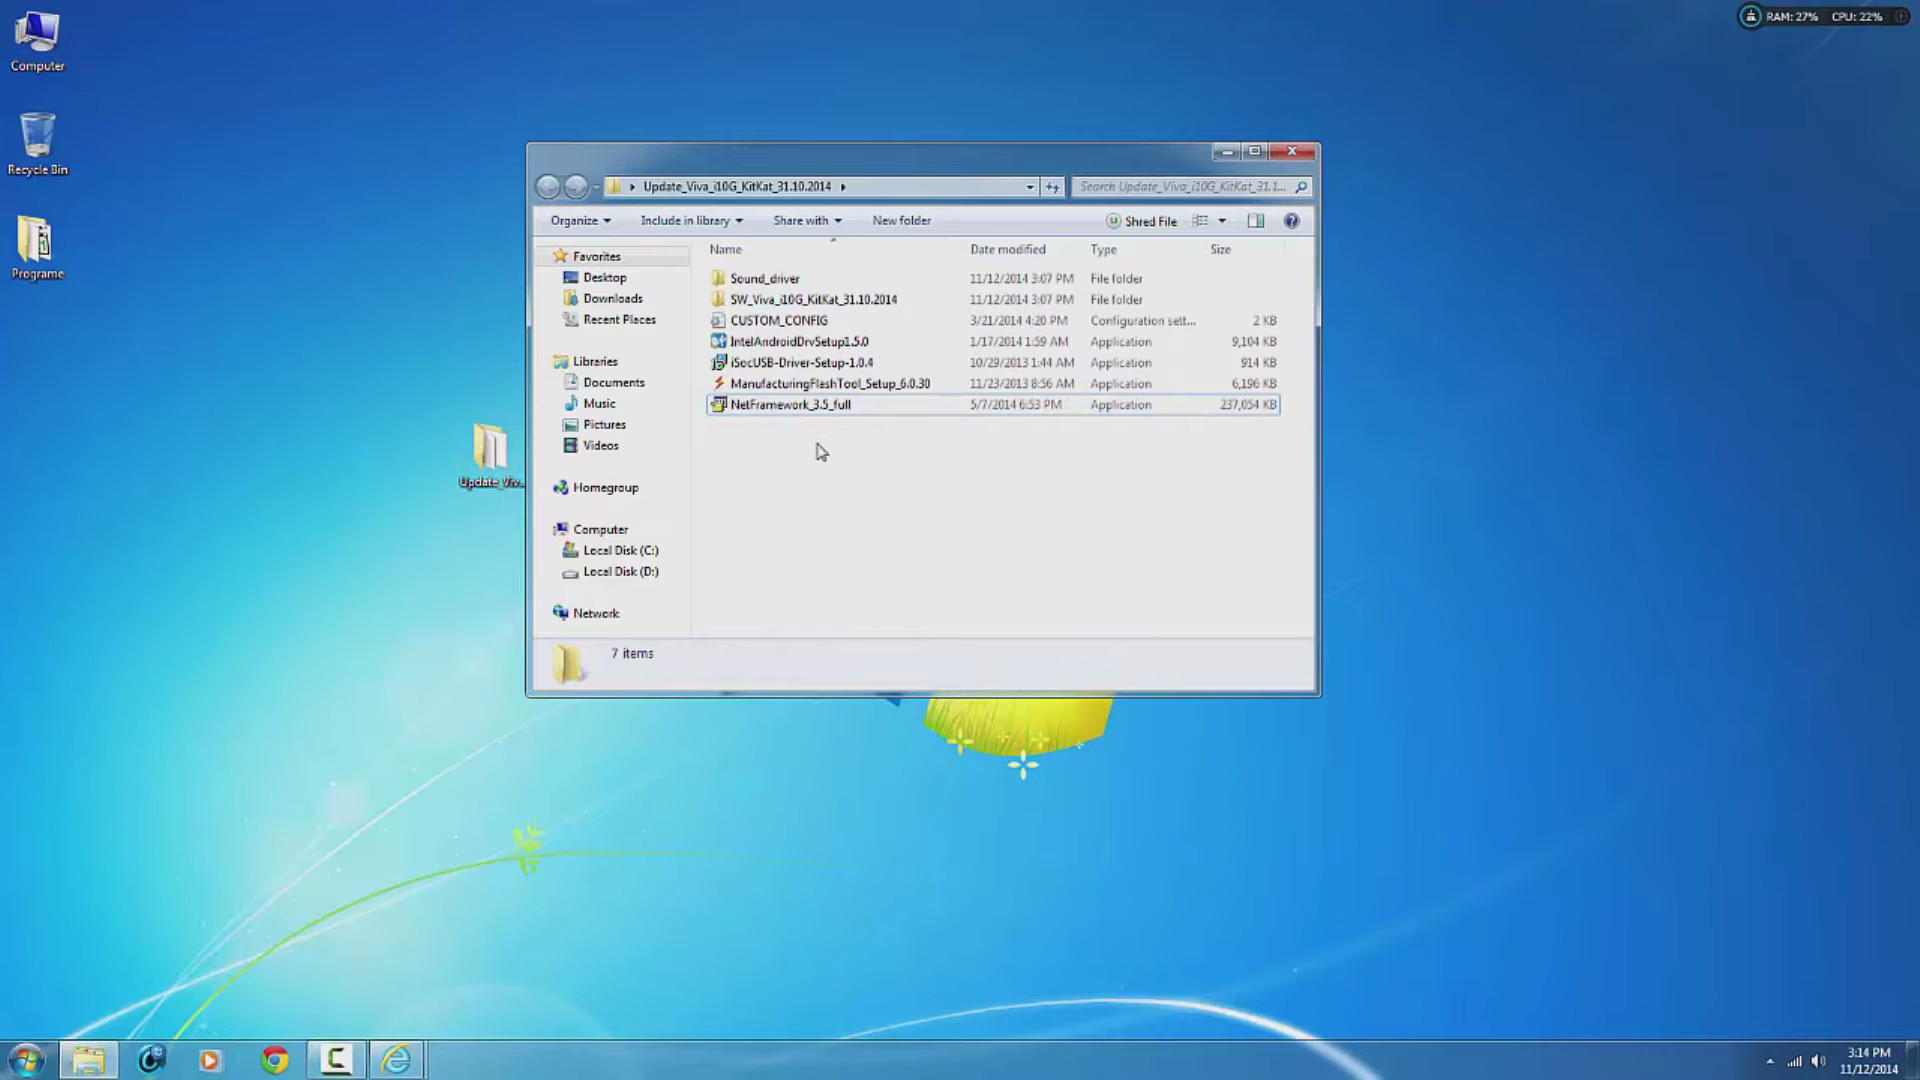 Computer
RAM: 27% CPU: 22%
Recycle Bin
Programe
Update_Viv...
Update_Viva_i10G_KitKat_31.10.2014
Search Update_Viva_i10G_KitKat_31.1...
Organize Include in library Share with New folder Shred File
Name Date modified Type Size
Sound_driver 11/12/2014 3:07 PM File folder
SW_Viva_i10G_KitKat_31.10.2014 11/12/2014 3:07 PM File folder
CUSTOM_CONFIG 3/21/2014 4:20 PM Configuration sett... 2 KB
IntelAndroidDrvSetup1.5.0 1/17/2014 1:59 AM Application 9,104 KB
iSocUSB-Driver-Setup-1.0.4 10/29/2013 1:44 AM Application 914 KB
ManufacturingFlashTool_Setup_6.0.30 11/23/2013 8:56 AM Application 6,196 KB
NetFramework_3.5_full 5/7/2014 6:53 PM Application 237,054 KB
Favorites
Desktop
Downloads
Recent Places
Libraries
Documents
Music
Pictures
Videos
Homegroup
Computer
Local Disk (C:)
Local Disk (D:)
Network
7 items
3:14 PM
11/12/2014